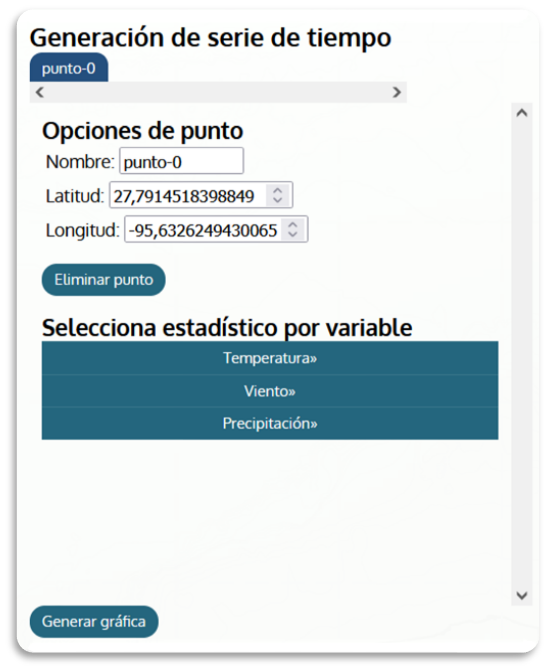 Generación de serie de tiempo
punto-0
Opciones de punto
Nombre: punto-0
Latitud: 27,7914518398849
Longitud: -95,6326249430065
Eliminar punto
Selecciona estadístico por variable
Temperatura»
Viento»
Precipitación»
Generar gráfica